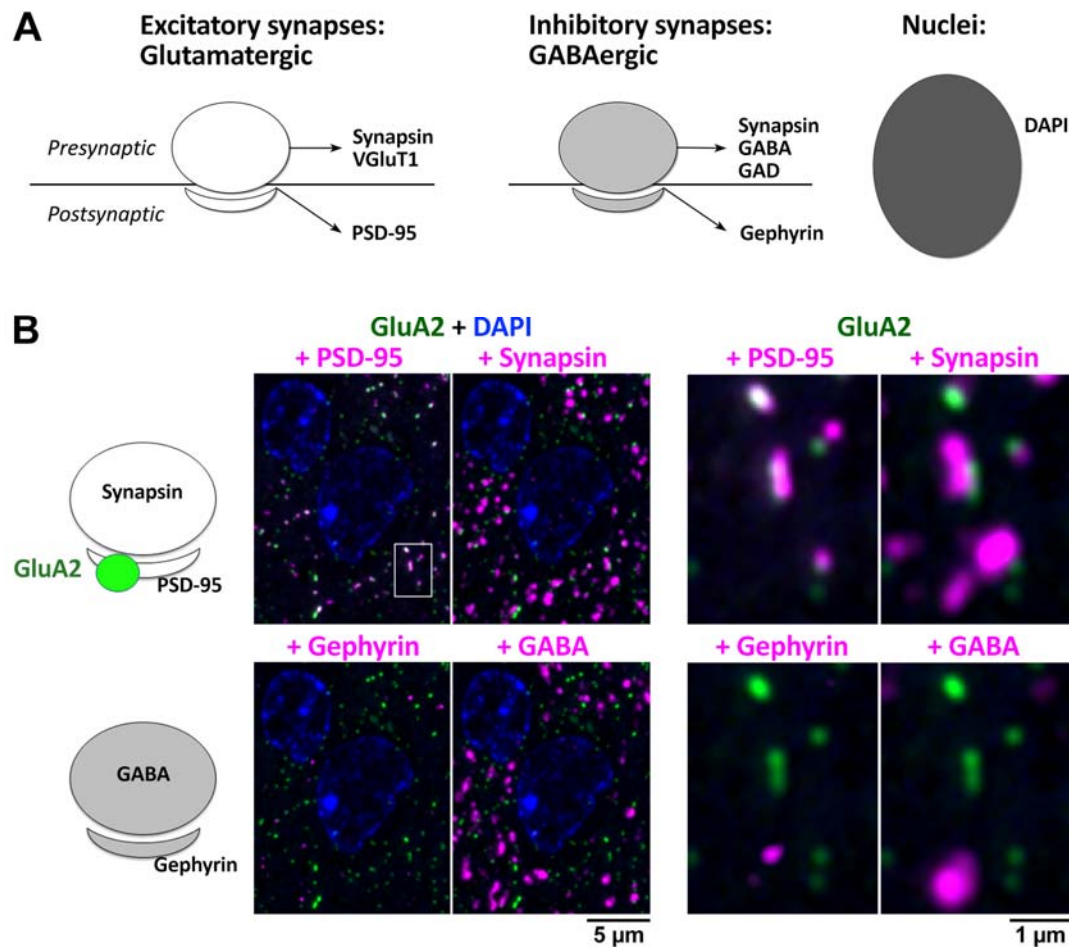 A
Excitatory synapses:
Glutamatergic
Presynaptic
Postsynaptic
Synapsin
VGluT1
PSD-95
Inhibitory synapses:
GABAergic
Synapsin
GABA
GAD
Gephyrin
Nuclei:
DAPI
B
GluA2 + DAPI
+ PSD-95
+ Synapsin
GluA2
+ PSD-95
+ Synapsin
Synapsin
GluA2
PSD-95
+ Gephyrin
+ GABA
+ Gephyrin
+ GABA
GABA
Gephyrin
5 µm
1 µm